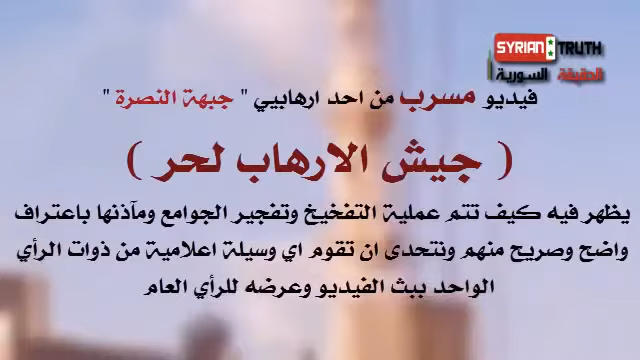 SYRIAN TRUTH
الحقيقة السورية
فيديو مسرب من احد ارهابيي " جبهة النصرة "
( جيش الارهاب لحر )
يظهر فيه كيف تتم عملية التفخيخ وتفجير الجوامع ومآذنها باعتراف
واضح وصريح منهم ونتحدى ان تقوم اي وسيلة اعلامية من ذوات الرأي
الواحد ببث الفيديو وعرضه للرأي العام